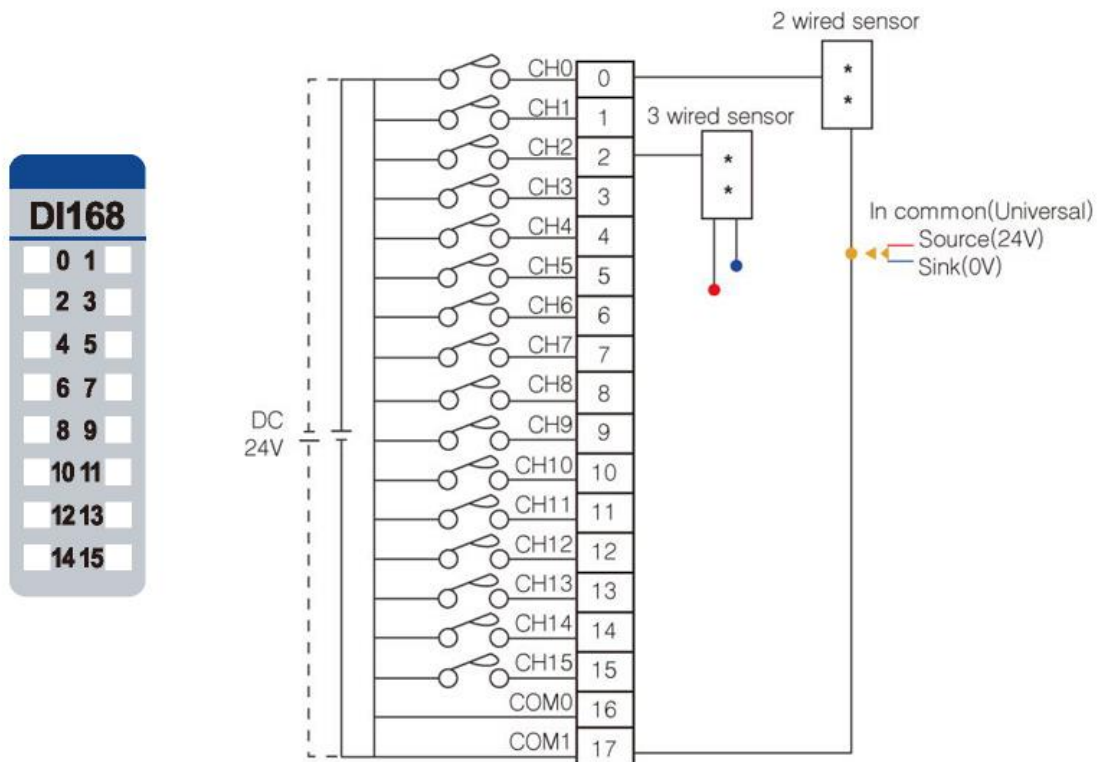 DI168
0 1
2 3
4 5
6 7
8 9
10 11
12 13
14 15
DC
24V
CH0 0
CH1 1
CH2 2
CH3 3
CH4 4
CH5 5
CH6 6
CH7 7
CH8 8
CH9 9
CH10 10
CH11 11
CH12 12
CH13 13
CH14 14
CH15 15
COM0 16
COM1 17
2 wired sensor
*
*
3 wired sensor
*
*
In common(Universal)
Source(24V)
Sink(0V)